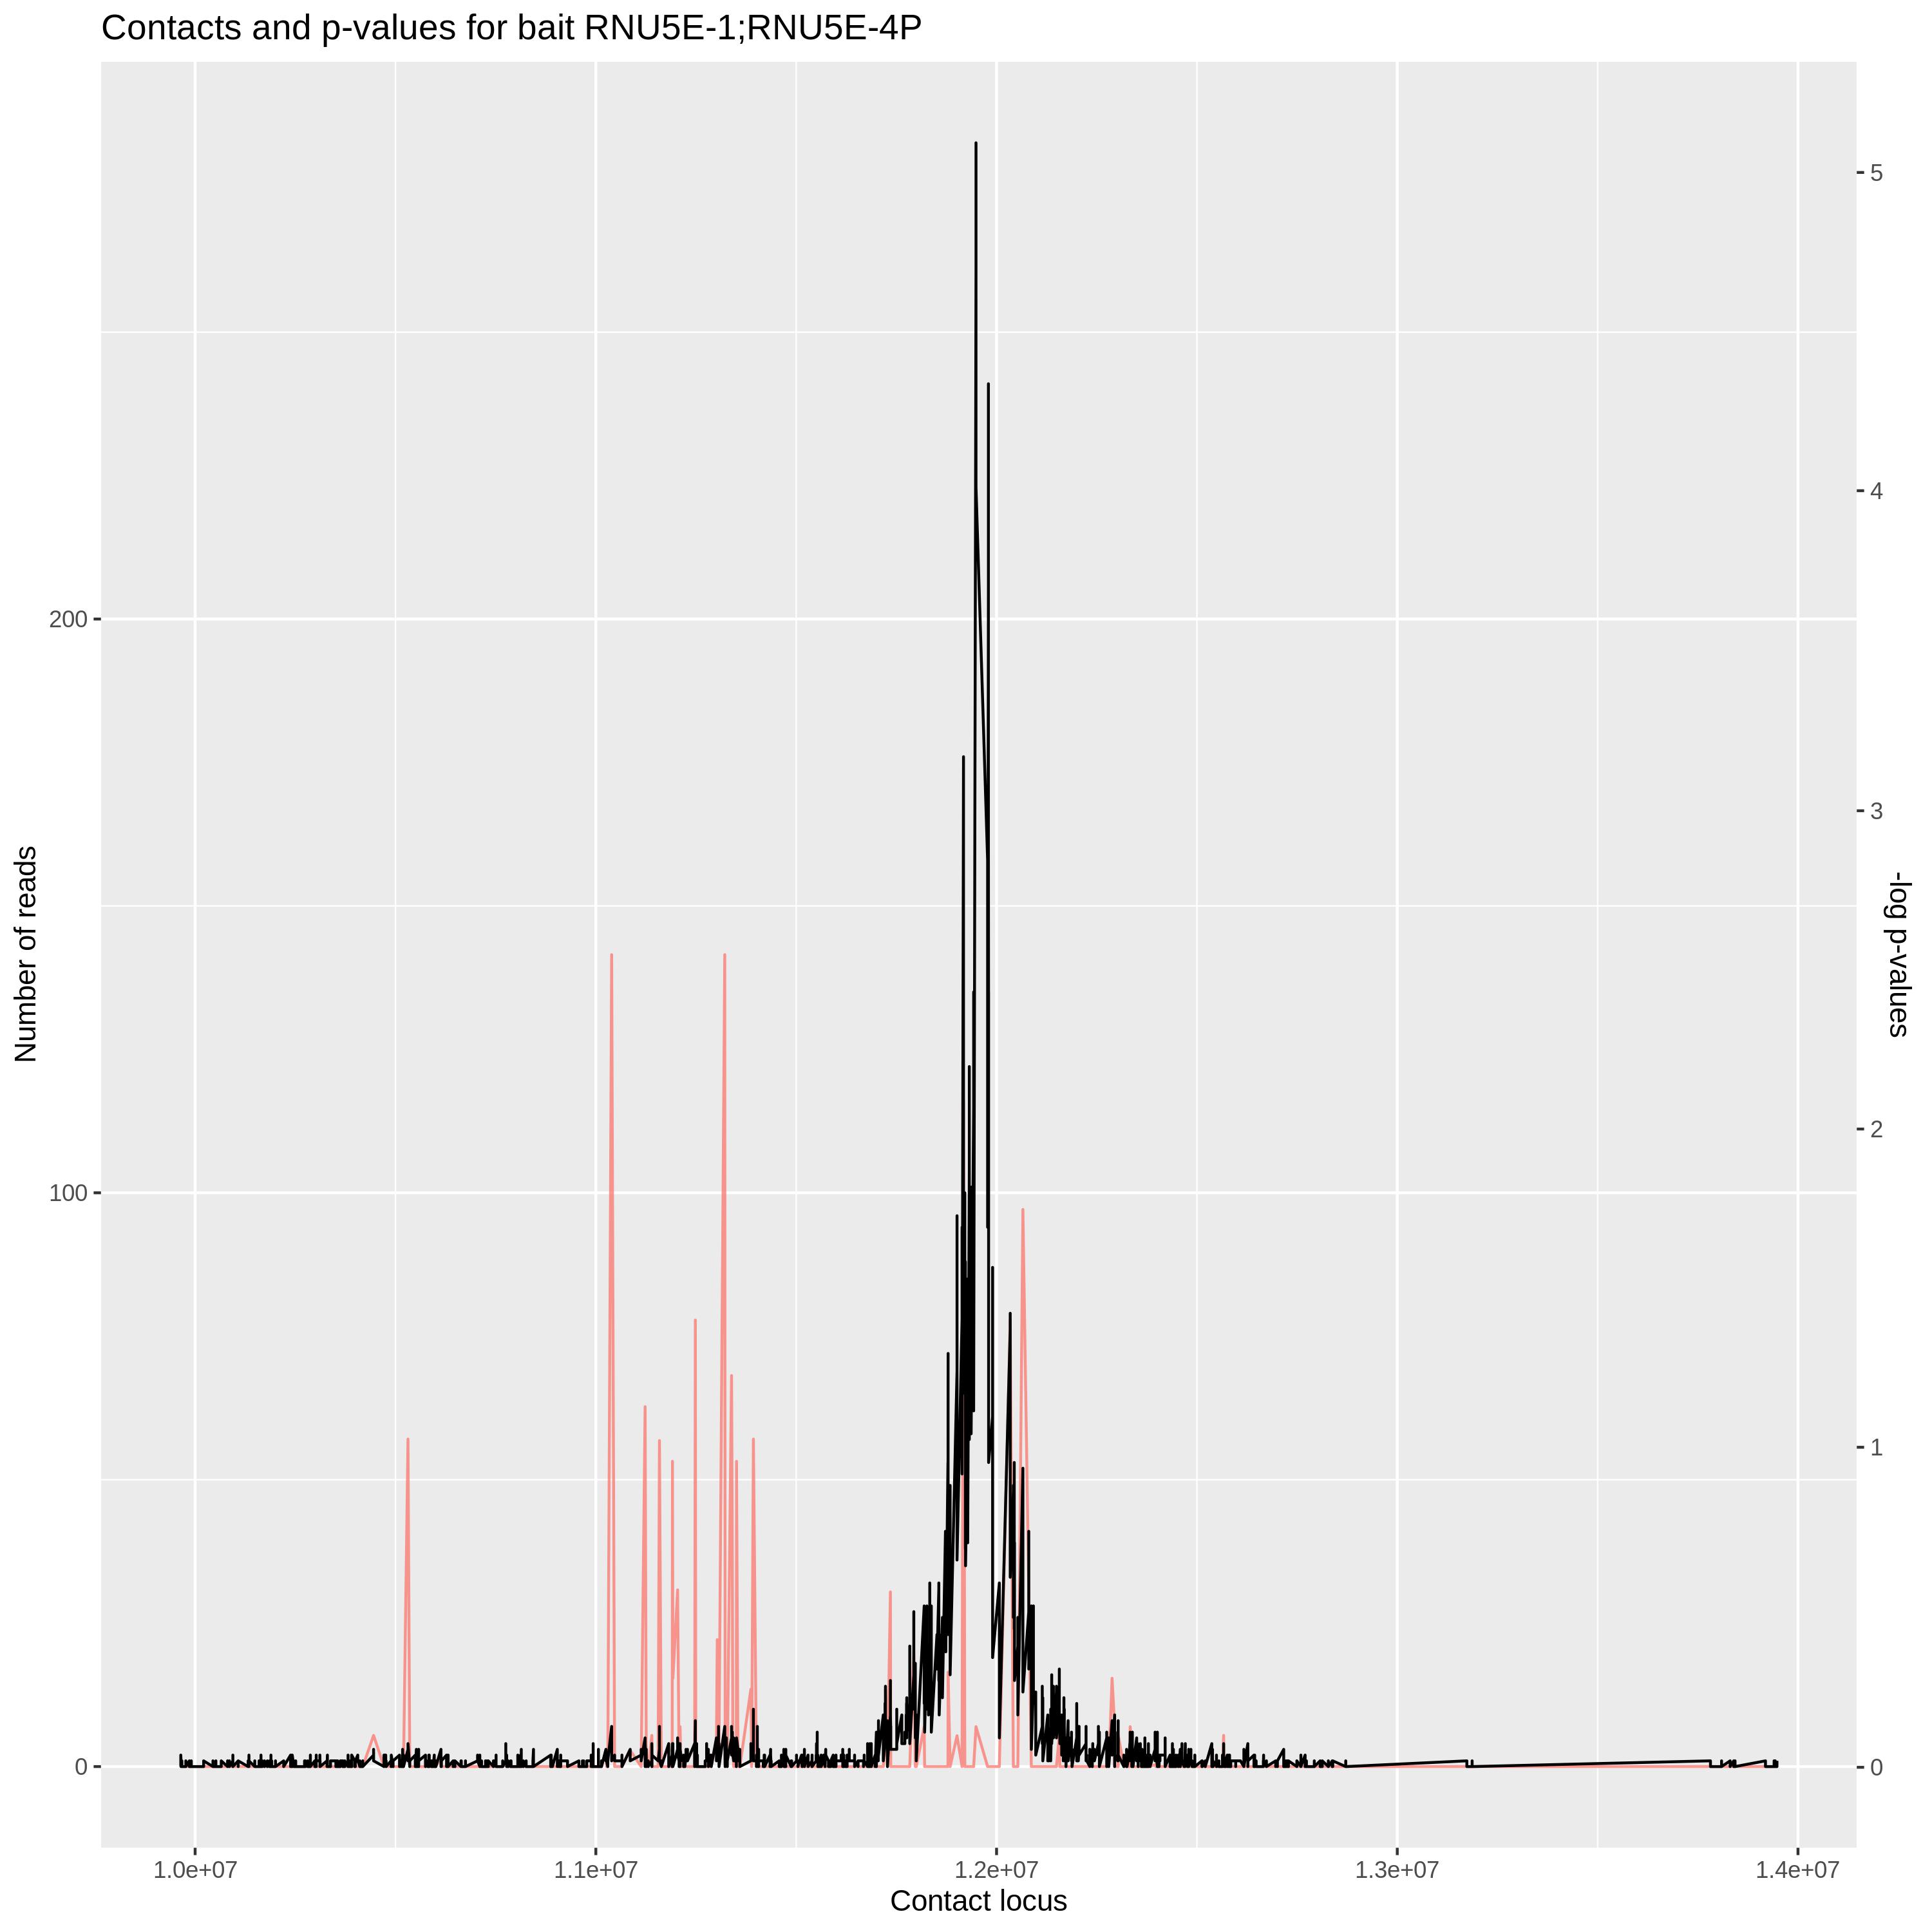 Contacts and p-values for bait RNU5E-1;RNU5E-4P
Number of reads
200
100
0
5
4
3
2
1
0
-log p-values
1.0e+07
1.1e+07
1.2e+07
1.3e+07
1.4e+07
Contact locus